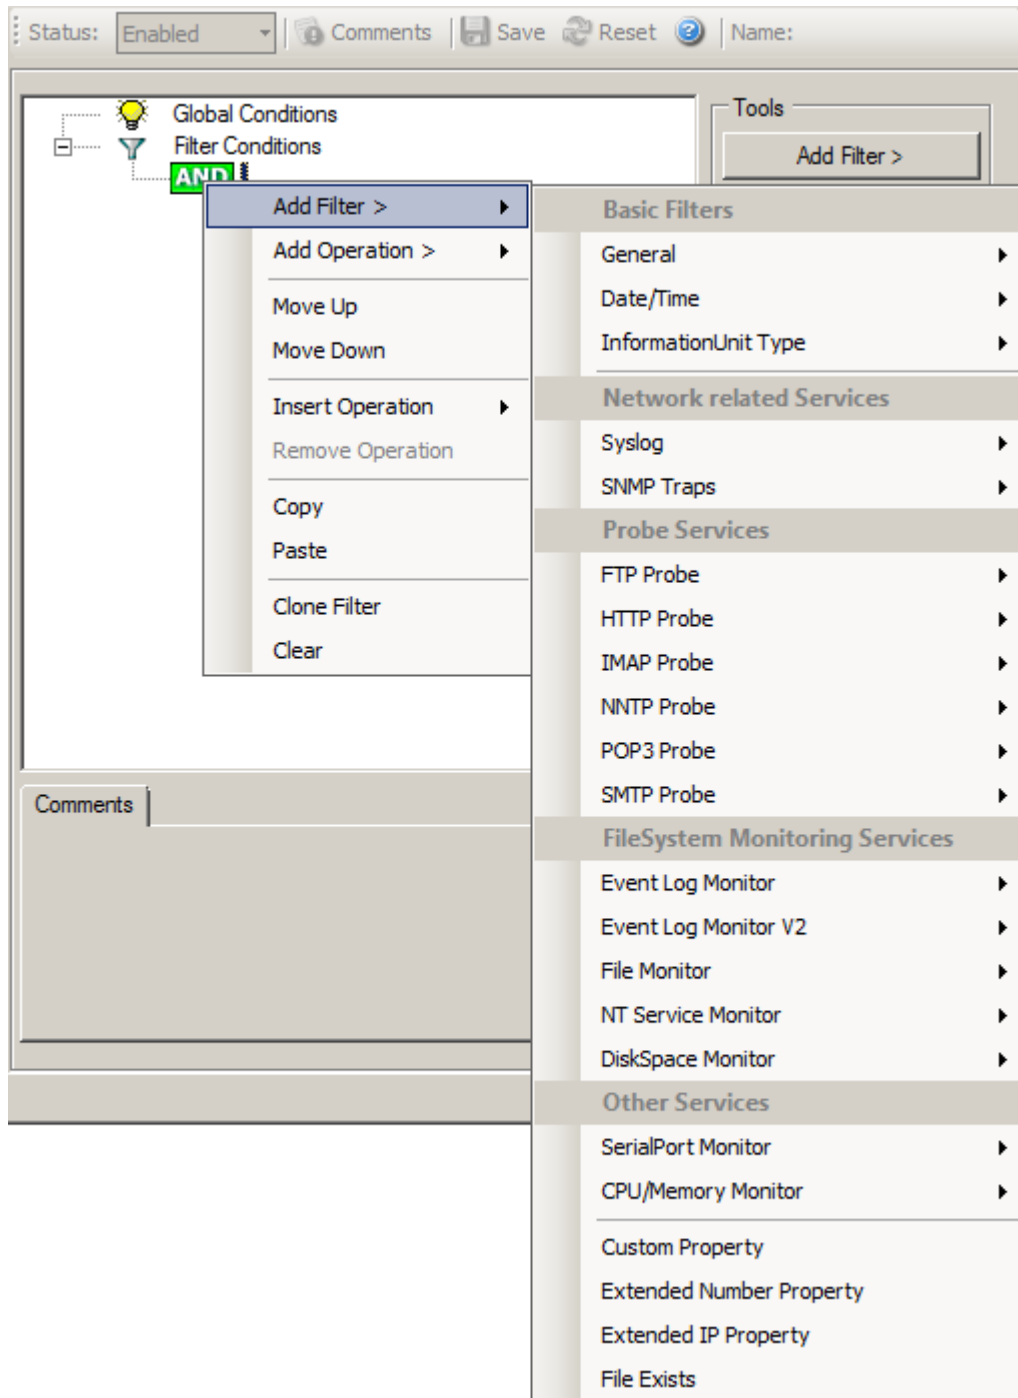 Status: Enabled Comments Save Reset Name:
Global Conditions
Filter Conditions
AND
Tools
Add Filter >
Add Filter >
Add Operation >
Move Up
Move Down
Insert Operation
Remove Operation
Copy
Paste
Clone Filter
Clear
Basic Filters
General
Date/Time
InformationUnit Type
Network related Services
Syslog
SNMP Traps
Probe Services
FTP Probe
HTTP Probe
IMAP Probe
NNTP Probe
POP3 Probe
SMTP Probe
FileSystem Monitoring Services
Event Log Monitor
Event Log Monitor V2
File Monitor
NT Service Monitor
DiskSpace Monitor
Other Services
SerialPort Monitor
CPU/Memory Monitor
Custom Property
Extended Number Property
Extended IP Property
File Exists
Comments